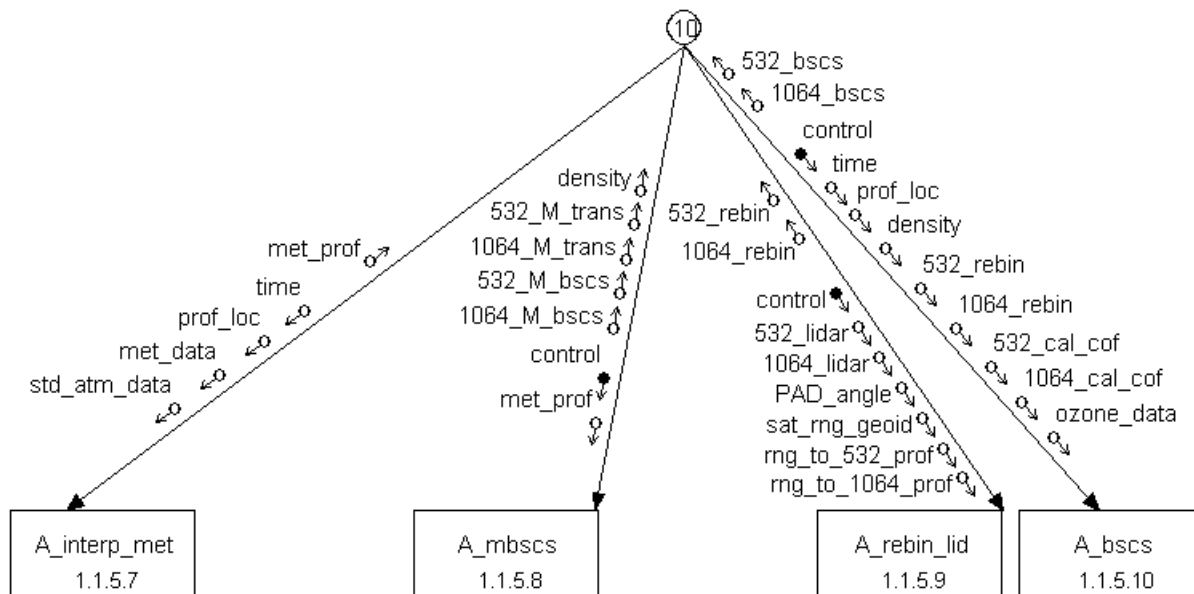 10
532_bscs
1064_bscs
control
time
prof_loc
density
532_rebin
1064_rebin
532_cal_cof
1064_cal_cof
ozone_data
532_rebin
1064_rebin
control
532_lidar
1064_lidar
PAD_angle
sat_rng_geoid
rng_to_532_prof
rng_to_1064_prof
density
532_M_trans
1064_M_trans
532_M_bscs
1064_M_bscs
control
met_prof
met_prof
time
prof_loc
met_data
std_atm_data
A_interp_met
1.1.5.7
A_mbscs
1.1.5.8
A_rebin_lid
1.1.5.9
A_bscs
1.1.5.10